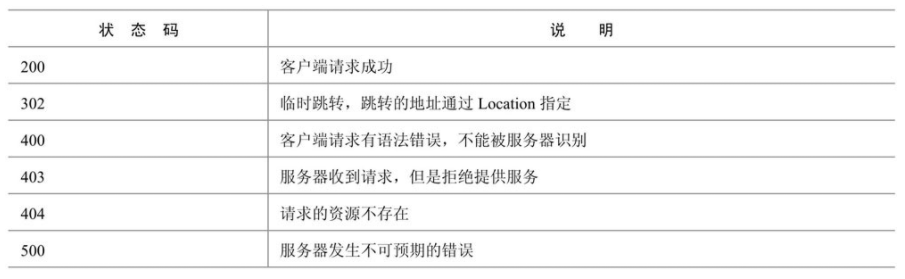 状 态 码 说 明
200 客户端请求成功
302 临时跳转，跳转的地址通过 Location 指定
400 客户端请求有语法错误，不能被服务器识别
403 服务器收到请求，但是拒绝提供服务
404 请求的资源不存在
500 服务器发生不可预期的错误